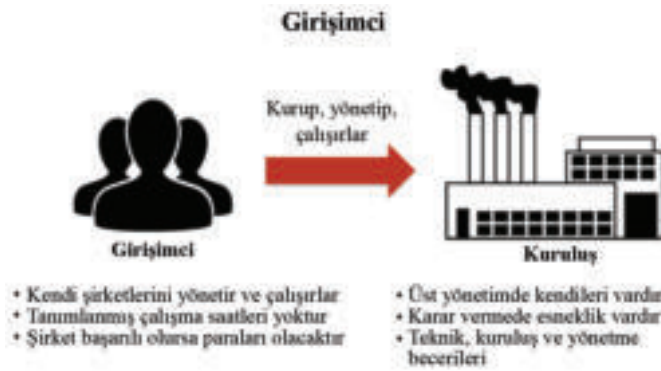 Girişimci
Kurup, yönetip,
çalışırlar
Girişimci
Kuruluş
• Kendi şirketlerini yönetir ve çalışırlar
• Tanımlanmış çalışma saatleri yoktur
• Şirket başarılı olursa paraları olacaktır
• Üst yönetimde kendileri vardır
• Karar vermede esneklik vardır
• Teknik, kuruluş ve yönetme
becerileri